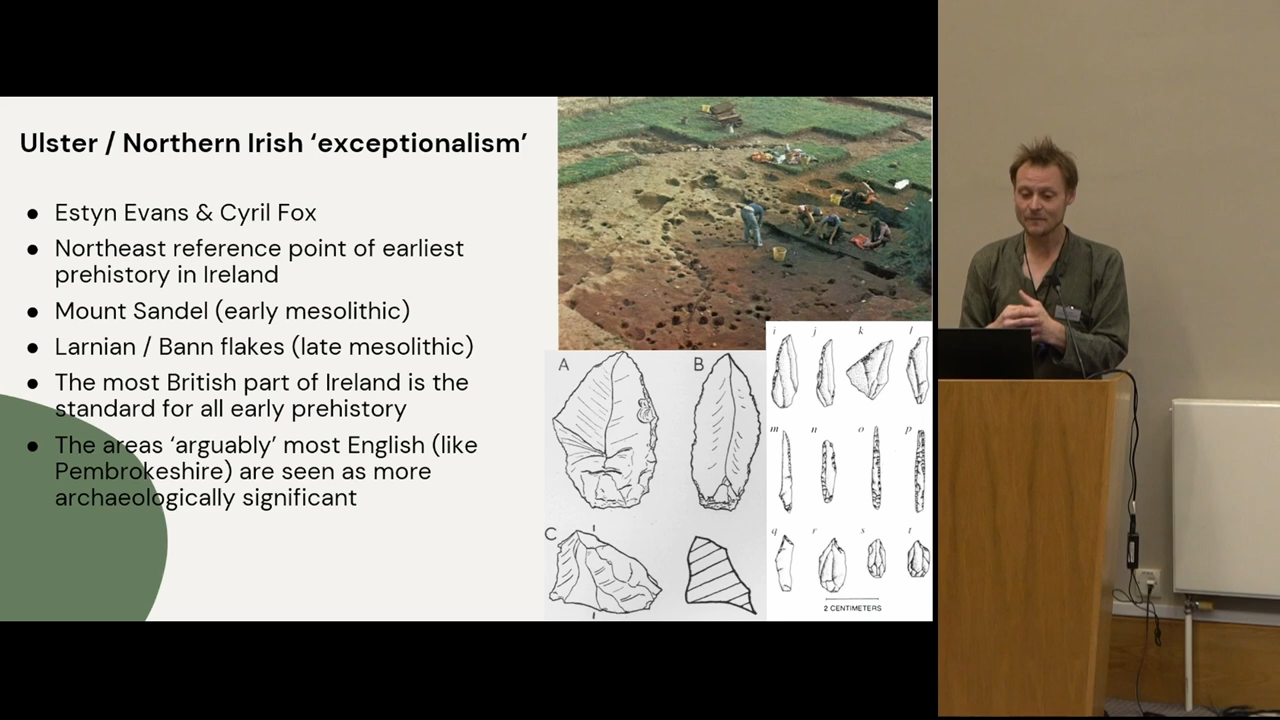 Ulster / Northern Irish ‘exceptionalism’
● Estyn Evans & Cyril Fox
● Northeast reference point of earliest
prehistory in Ireland
● Mount Sandel (early mesolithic)
● Larnian / Bann flakes (late mesolithic)
● The most British part of Ireland is the
standard for all early prehistory
● The areas ‘arguably’ most English (like
Pembrokeshire) are seen as more
archaeologically significant
A B
C
i j k l
m n o p
q r s t
2 CENTIMETERS